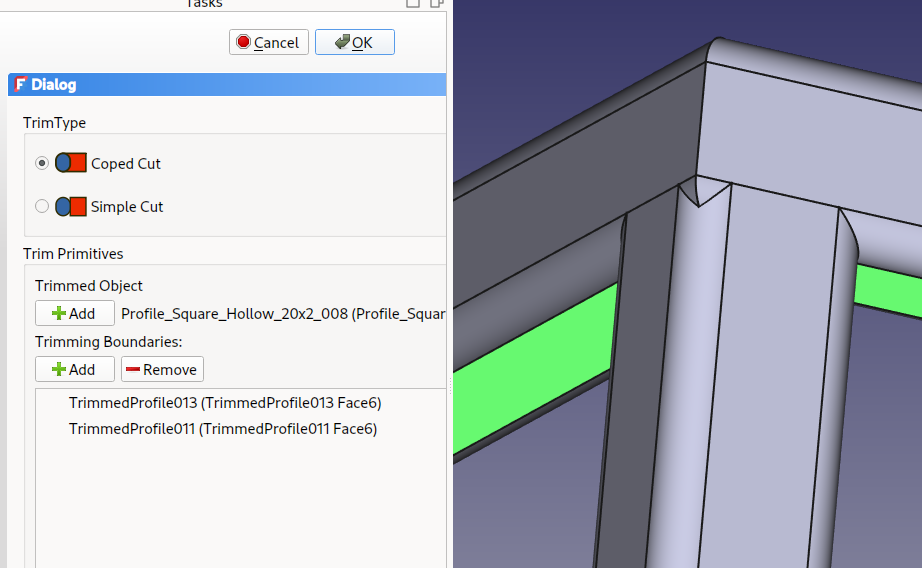 Tasks
Cancel
OK
Dialog
TrimType
Coped Cut
Simple Cut
Trim Primitives
Trimmed Object
Add
Profile_Square_Hollow_20x2_008 (Profile_Squar
Trimming Boundaries:
Add
Remove
TrimmedProfile013 (TrimmedProfile013 Face6)
TrimmedProfile011 (TrimmedProfile011 Face6)